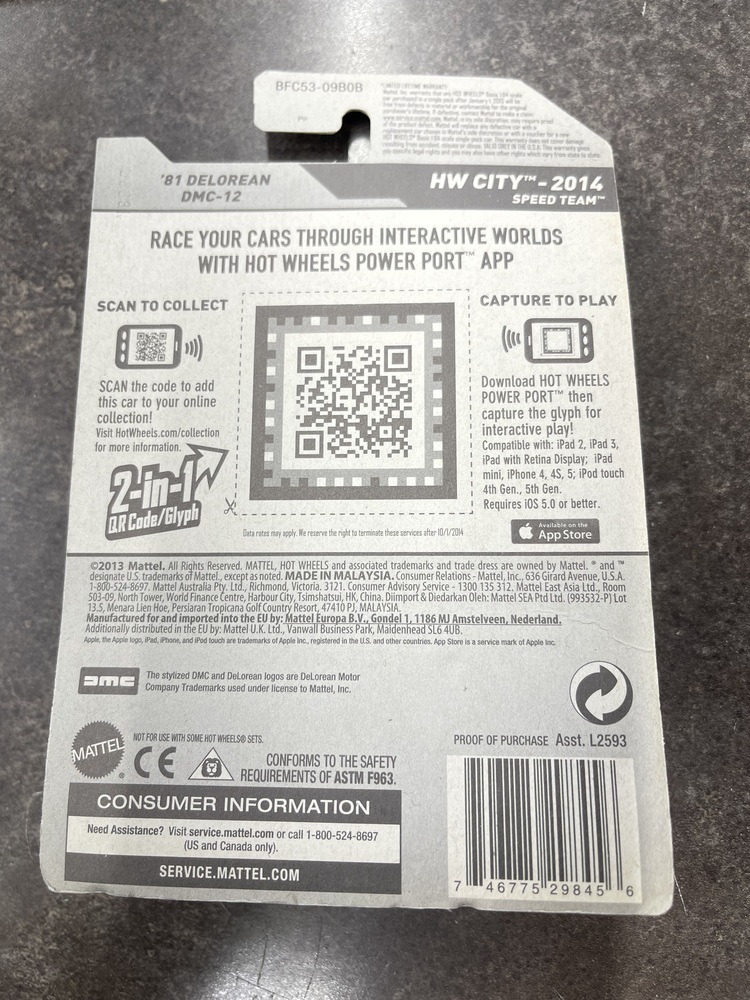 BFC53-09B0B
LIMITED LIFETIME WARRANTY
'81 DELOREAN
DMC-12
HW CITY™ - 2014
SPEED TEAM™
RACE YOUR CARS THROUGH INTERACTIVE WORLDS
WITH HOT WHEELS POWER PORT™ APP
SCAN TO COLLECT
SCAN the code to add
this car to your online
collection!
Visit HotWheels.com/collection
for more information.
2-in-1
QR Code/Glyph
CAPTURE TO PLAY
Download HOT WHEELS
POWER PORT™ then
capture the glyph for
interactive play!
Compatible with: iPad 2, iPad 3,
iPad with Retina Display; iPad
mini, iPhone 4, 4S, 5; iPod touch
4th Gen., 5th Gen.
Requires iOS 5.0 or better.
Available on the
App Store
Data rates may apply. We reserve the right to terminate these services after 10/1/2014
©2013 Mattel. All Rights Reserved. MATTEL, HOT WHEELS and associated trademarks and trade dress are owned by Mattel. ® and ™
designate U.S. trademarks of Mattel, except as noted. MADE IN MALAYSIA. Consumer Relations - Mattel, Inc., 636 Girard Avenue, U.S.A.
1-800-524-8697. Mattel Australia Pty. Ltd., Richmond, Victoria. 3121. Consumer Advisory Service - 1300 135 312. Mattel East Asia Ltd., Room
503-09, North Tower, World Finance Centre, Harbour City, Tsimshatsui, HK, China. Diimport & Diedarkan Oleh: Mattel SEA Ptd Ltd. (993532-P) Lot
13.5, Menara Lien Hoe, Persiaran Tropicana Golf Country Resort, 47410 PJ, MALAYSIA.
Manufactured for and imported into the EU by: Mattel Europa B.V., Gondel 1, 1186 MJ Amstelveen, Nederland.
Additionally distributed in the EU by: Mattel U.K. Ltd., Vanwall Business Park, Maidenhead SL6 4UB.
Apple, the Apple logo, iPad, iPhone, and iPod touch are trademarks of Apple Inc., registered in the U.S. and other countries. App Store is a service mark of Apple Inc.
DMC
The stylized DMC and DeLorean logos are DeLorean Motor
Company Trademarks used under license to Mattel, Inc.
MATTEL®
NOT FOR USE WITH SOME HOT WHEELS® SETS.
CE
CONFORMS TO THE SAFETY
REQUIREMENTS OF ASTM F963.
PROOF OF PURCHASE Asst. L2593
CONSUMER INFORMATION
Need Assistance? Visit service.mattel.com or call 1-800-524-8697
(US and Canada only).
SERVICE.MATTEL.COM
7 46775 29845 6